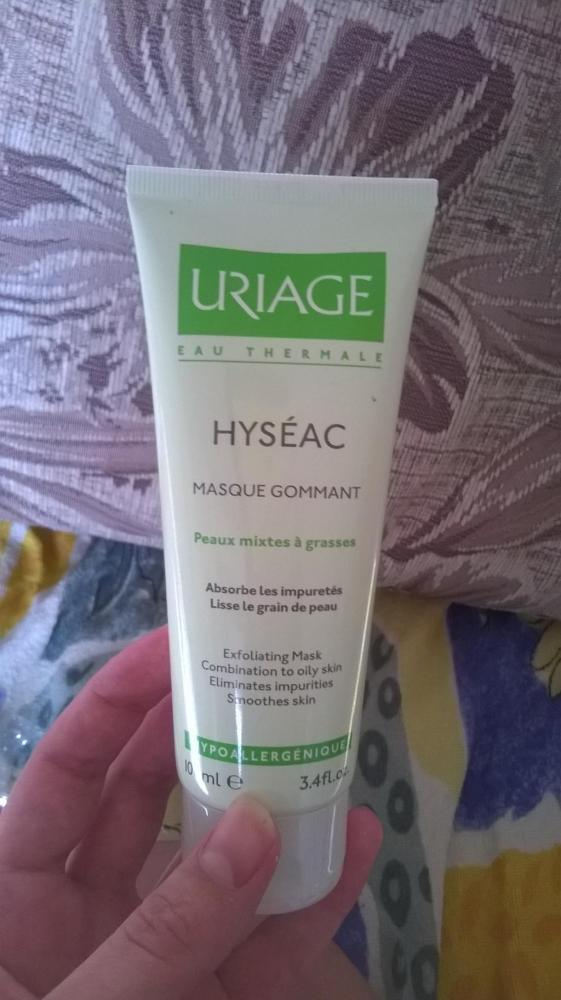 URIAGE
EAU THERMALE
HYSÉAC
MASQUE GOMMANT
Peaux mixtes à grasses
Absorbe les impuretés
Lisse le grain de peau
Exfoliating Mask
Combination to oily skin
Eliminates impurities
Smoothes skin
HYPOALLERGÉNIQUE
ml e 3.4fl.oz